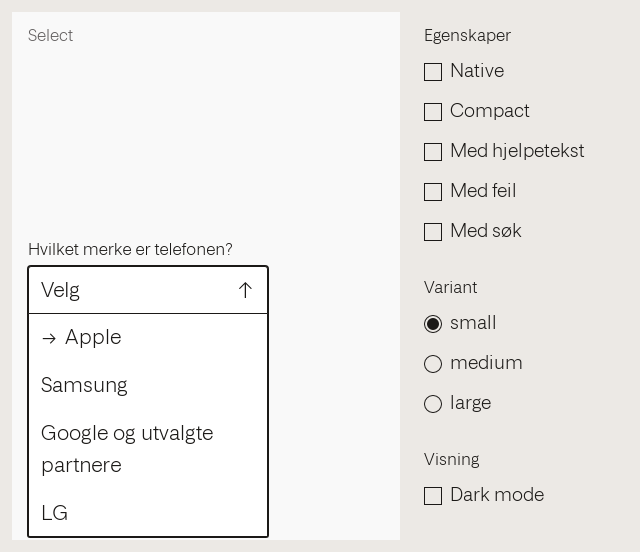 Select
Hvilket merke er telefonen?
Velg
Apple
Samsung
Google og utvalgte
partnere
LG
Egenskaper
Native
Compact
Med hjelpetekst
Med feil
Med søk
Variant
small
medium
large
Visning
Dark mode